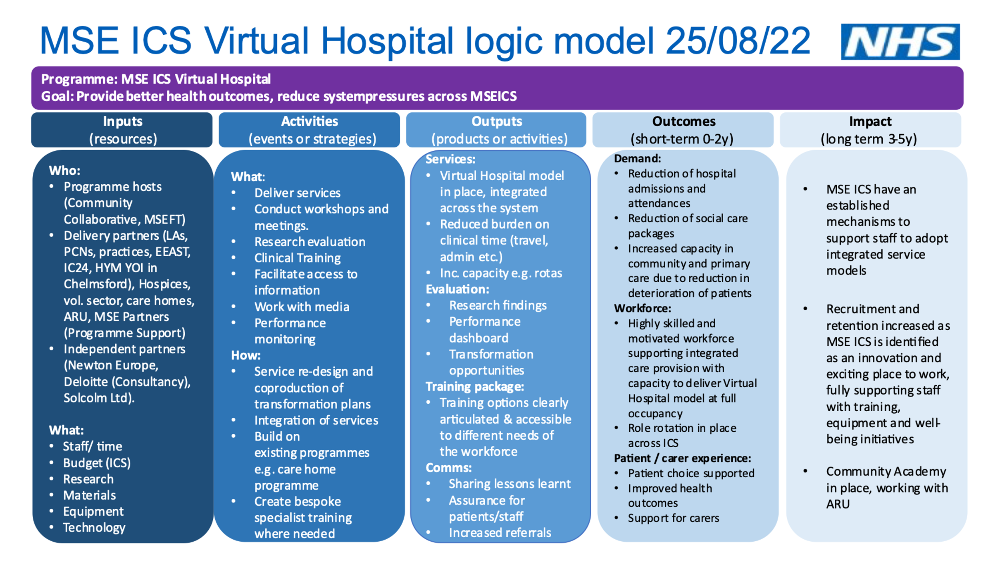 MSE ICS Virtual Hospital logic model 25/08/22
NHS
Programme: MSE ICS Virtual Hospital
Goal: Provide better health outcomes, reduce systempressures across MSEICS
Inputs
(resources)
Who:
• Programme hosts
(Community
Collaborative, MSEFT)
• Delivery partners (LAs,
PCNs, practices, EEAST,
IC24, HYM YOI in
Chelmsford), Hospices,
vol. sector, care homes,
ARU, MSE Partners
(Programme Support)
• Independent partners
(Newton Europe,
Deloitte (Consultancy),
Solcolm Ltd).
What:
• Staff/ time
• Budget (ICS)
• Research
• Materials
• Equipment
• Technology
Activities
(events or strategies)
What:
• Deliver services
• Conduct workshops and
meetings.
• Research evaluation
• Clinical Training
• Facilitate access to
information
• Work with media
• Performance
monitoring
How:
• Service re-design and
coproduction of
transformation plans
• Integration of services
• Build on
existing programmes
e.g. care home
programme
• Create bespoke
specialist training
where needed
Outputs
(products or activities)
Services:
• Virtual Hospital model
in place, integrated
across the system
• Reduced burden on
clinical time (travel,
admin etc.)
• Inc. capacity e.g. rotas
Evaluation:
• Research findings
• Performance
dashboard
• Transformation
opportunities
Training package:
• Training options clearly
articulated & accessible
to different needs of
the workforce
Comms:
• Sharing lessons learnt
• Assurance for
patients/staff
• Increased referrals
Outcomes
(short-term 0-2y)
Demand:
• Reduction of hospital
admissions and
attendances
• Reduction of social care
packages
• Increased capacity in
community and primary
care due to reduction in
deterioration of patients
Workforce:
• Highly skilled and
motivated workforce
supporting integrated
care provision with
capacity to deliver Virtual
Hospital model at full
occupancy
• Role rotation in place
across ICS
Patient / carer experience:
• Patient choice supported
• Improved health
outcomes
• Support for carers
Impact
(long term 3-5y)
• MSE ICS have an
established
mechanisms to
support staff to adopt
integrated service
models
• Recruitment and
retention increased as
MSE ICS is identified
as an innovation and
exciting place to work,
fully supporting staff
with training,
equipment and well-
being initiatives
• Community Academy
in place, working with
ARU